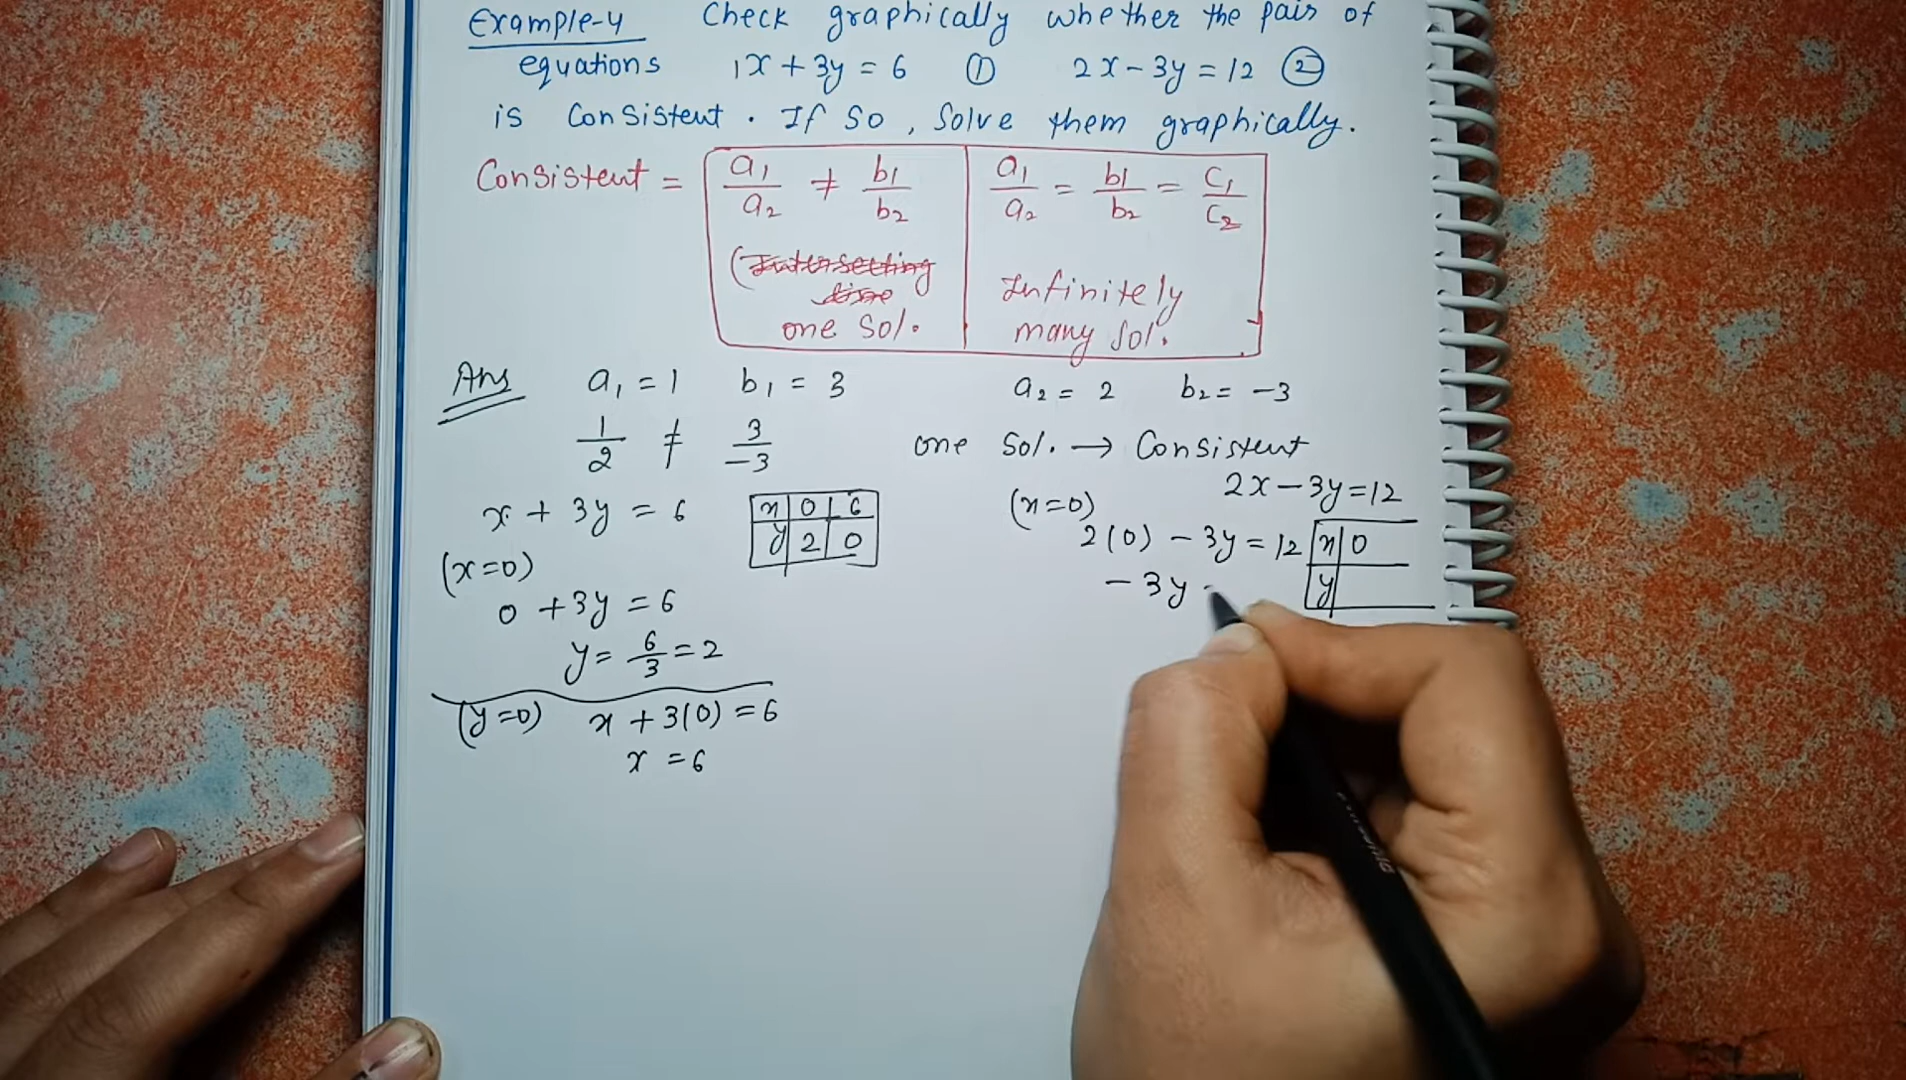 Example-4 Check graphically whether the pair of
equations 1x + 3y = 6 ① 2x - 3y = 12 ②
is Consistent. If So, Solve them graphically.
Consistent = a1/a2 ≠ b1/b2 a1/a2 = b1/b2 = c1/c2
(Intersecting Infinitely
line many Sol.
one Sol.
Ans a1 = 1 b1 = 3 a2 = 2 b2 = -3
1/2 ≠ 3/-3 one Sol. → Consistent
x + 3y = 6 x 0 6 (x=0) 2x - 3y = 12
y 2 0 2(0) - 3y = 12 x 0
(x=0) - 3y y
0 + 3y = 6
y = 6/3 = 2
(y=0) x + 3(0) = 6
x = 6